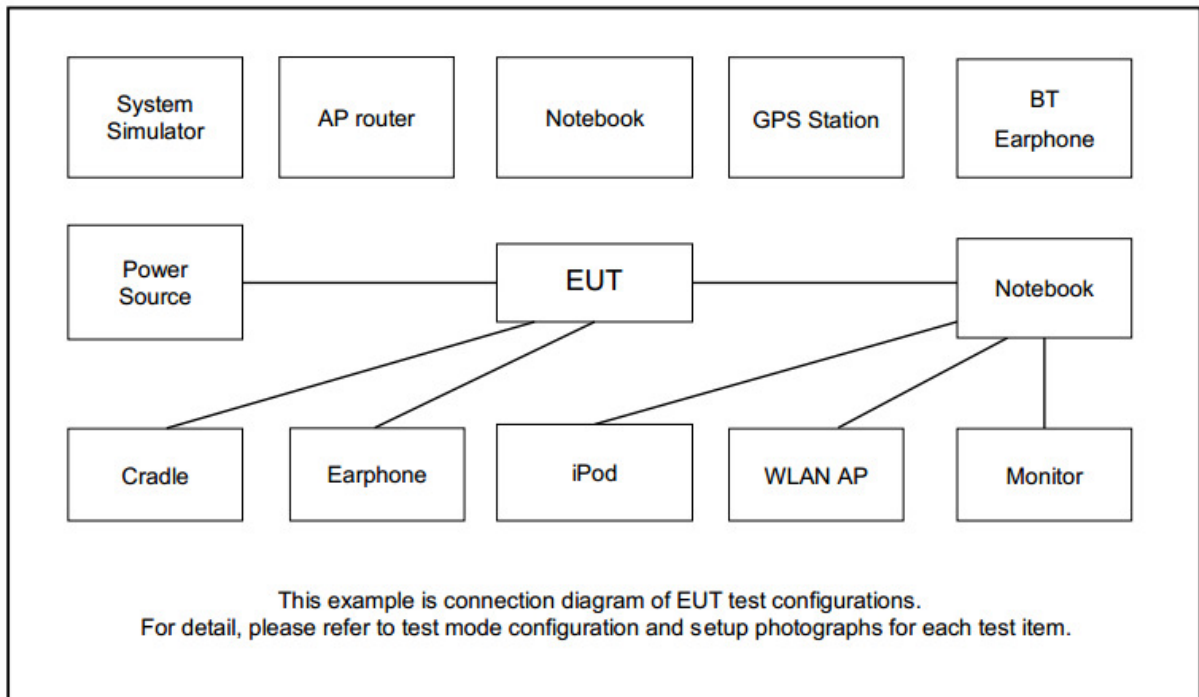 System
Simulator
AP router
Notebook
GPS Station
BT
Earphone
Power
Source
EUT
Notebook
Cradle
Earphone
iPod
WLAN AP
Monitor
This example is connection diagram of EUT test configurations.
For detail, please refer to test mode configuration and setup photographs for each test item.